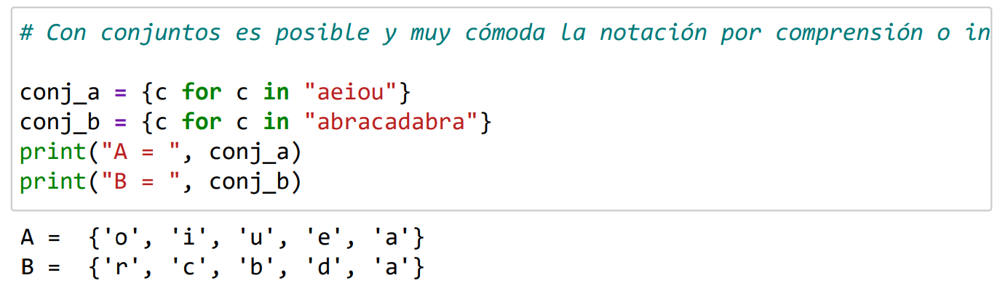 # Con conjuntos es posible y muy cómoda la notación por comprensión o in
conj_a = {c for c in "aeiou"}
conj_b = {c for c in "abracadabra"}
print("A = ", conj_a)
print("B = ", conj_b)
A =  {'o', 'i', 'u', 'e', 'a'}
B =  {'r', 'c', 'b', 'd', 'a'}